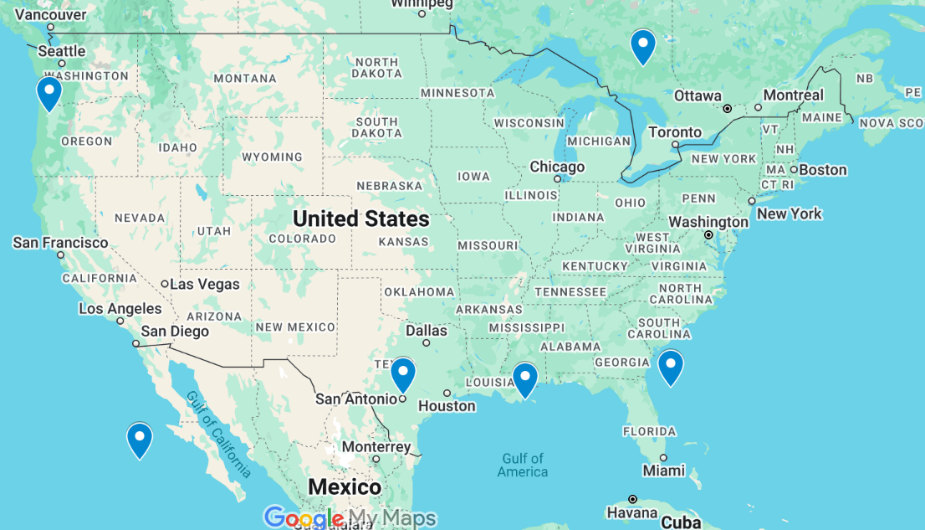 Winnipeg
Vancouver
Seattle
WASHINGTON
MONTANA
NORTH
DAKOTA
MINNESOTA
Ottawa
Montreal
NB
PE
MAINE
NOVA SCO
OREGON
IDAHO
SOUTH
DAKOTA
WISCONSIN
MICHIGAN
Toronto
VT
NH
WYOMING
NEW YORK
MA
Boston
CT RI
Chicago
IOWA
NEBRASKA
ILLINOIS
OHIO
PENN
New York
NEVADA
UTAH
United States
COLORADO
KANSAS
MISSOURI
INDIANA
Washington
WEST
VIRGINIA
San Francisco
CALIFORNIA
Las Vegas
KENTUCKY
VIRGINIA
OKLAHOMA
TENNESSEE
NORTH
CAROLINA
Los Angeles
ARIZONA
NEW MEXICO
ARKANSAS
MISSISSIPPI
SOUTH
CAROLINA
San Diego
Dallas
ALABAMA
GEORGIA
TE
LOUISIA
San Antonio
Houston
Gulf of California
FLORIDA
Monterrey
Gulf of
America
Miami
Mexico
Havana
Cuba
Google My Maps
Guadalajara